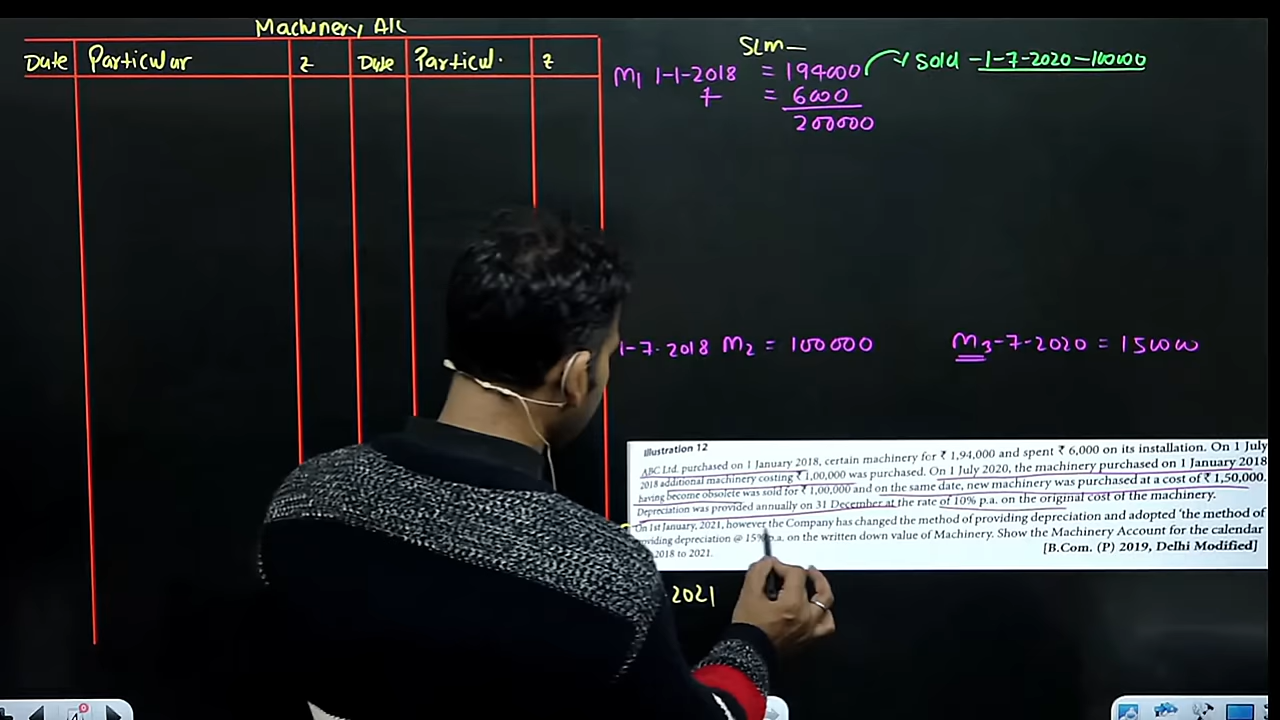 Machinery A/c
Date Particular ₹ Date Particul. ₹
SLM—
M1 1-1-2018 = 194000 → Sold - 1-7-2020 - 100000
+ = 6000
200000
1-7-2018 M2 = 100000
M3-7-2020 = 150000
Illustration 12
ABC Ltd. purchased on 1 January 2018, certain machinery for ₹ 1,94,000 and spent ₹ 6,000 on its installation. On 1 July
2018 additional machinery costing ₹ 1,00,000 was purchased. On 1 July 2020, the machinery purchased on 1 January 2018
having become obsolete was sold for ₹ 1,00,000 and on the same date, new machinery was purchased at a cost of ₹ 1,50,000.
Depreciation was provided annually on 31 December at the rate of 10% p.a. on the original cost of the machinery.
On 1st January, 2021, however the Company has changed the method of providing depreciation and adopted 'the method of
depreciation @ 15% p.a. on the written down value of Machinery. Show the Machinery Account for the calendar
2018 to 2021.
[B.Com. (P) 2019, Delhi Modified]
2021